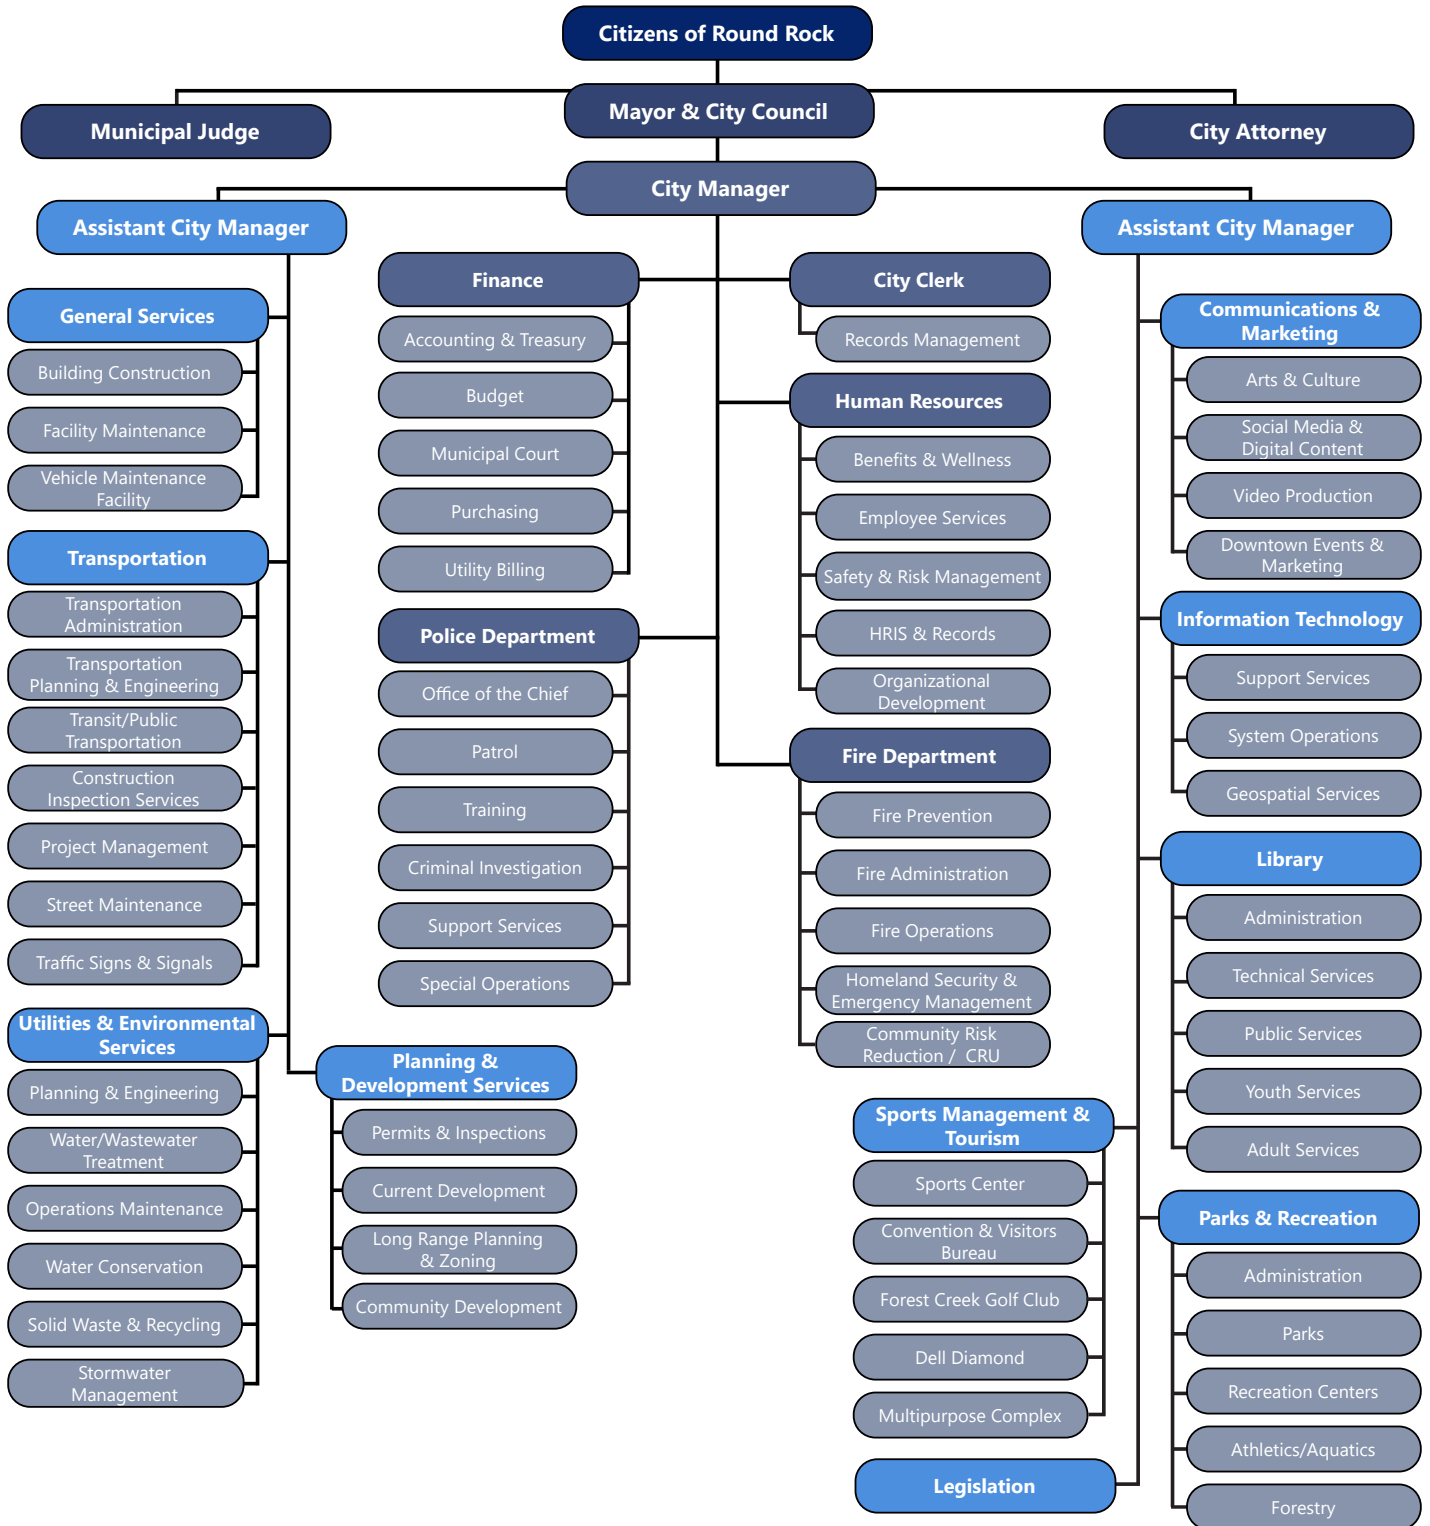 Citizens of Round Rock
Mayor & City Council
Municipal Judge
City Attorney
City Manager
Assistant City Manager
General Services
Building Construction
Facility Maintenance
Vehicle Maintenance
Facility
Transportation
Transportation
Administration
Transportation
Planning & Engineering
Transit/Public
Transportation
Construction
Inspection Services
Project Management
Street Maintenance
Traffic Signs & Signals
Utilities & Environmental
Services
Planning & Engineering
Water/Wastewater
Treatment
Operations Maintenance
Water Conservation
Solid Waste & Recycling
Stormwater
Management
Planning &
Development Services
Permits & Inspections
Current Development
Long Range Planning
& Zoning
Community Development
Finance
Accounting & Treasury
Budget
Municipal Court
Purchasing
Utility Billing
Police Department
Office of the Chief
Patrol
Training
Criminal Investigation
Support Services
Special Operations
City Clerk
Records Management
Human Resources
Benefits & Wellness
Employee Services
Safety & Risk Management
HRIS & Records
Organizational
Development
Fire Department
Fire Prevention
Fire Administration
Fire Operations
Homeland Security &
Emergency Management
Community Risk
Reduction / CRU
Assistant City Manager
Communications &
Marketing
Arts & Culture
Social Media &
Digital Content
Video Production
Downtown Events &
Marketing
Information Technology
Support Services
System Operations
Geospatial Services
Library
Administration
Technical Services
Public Services
Youth Services
Adult Services
Sports Management &
Tourism
Sports Center
Convention & Visitors
Bureau
Forest Creek Golf Club
Dell Diamond
Multipurpose Complex
Legislation
Parks & Recreation
Administration
Parks
Recreation Centers
Athletics/Aquatics
Forestry